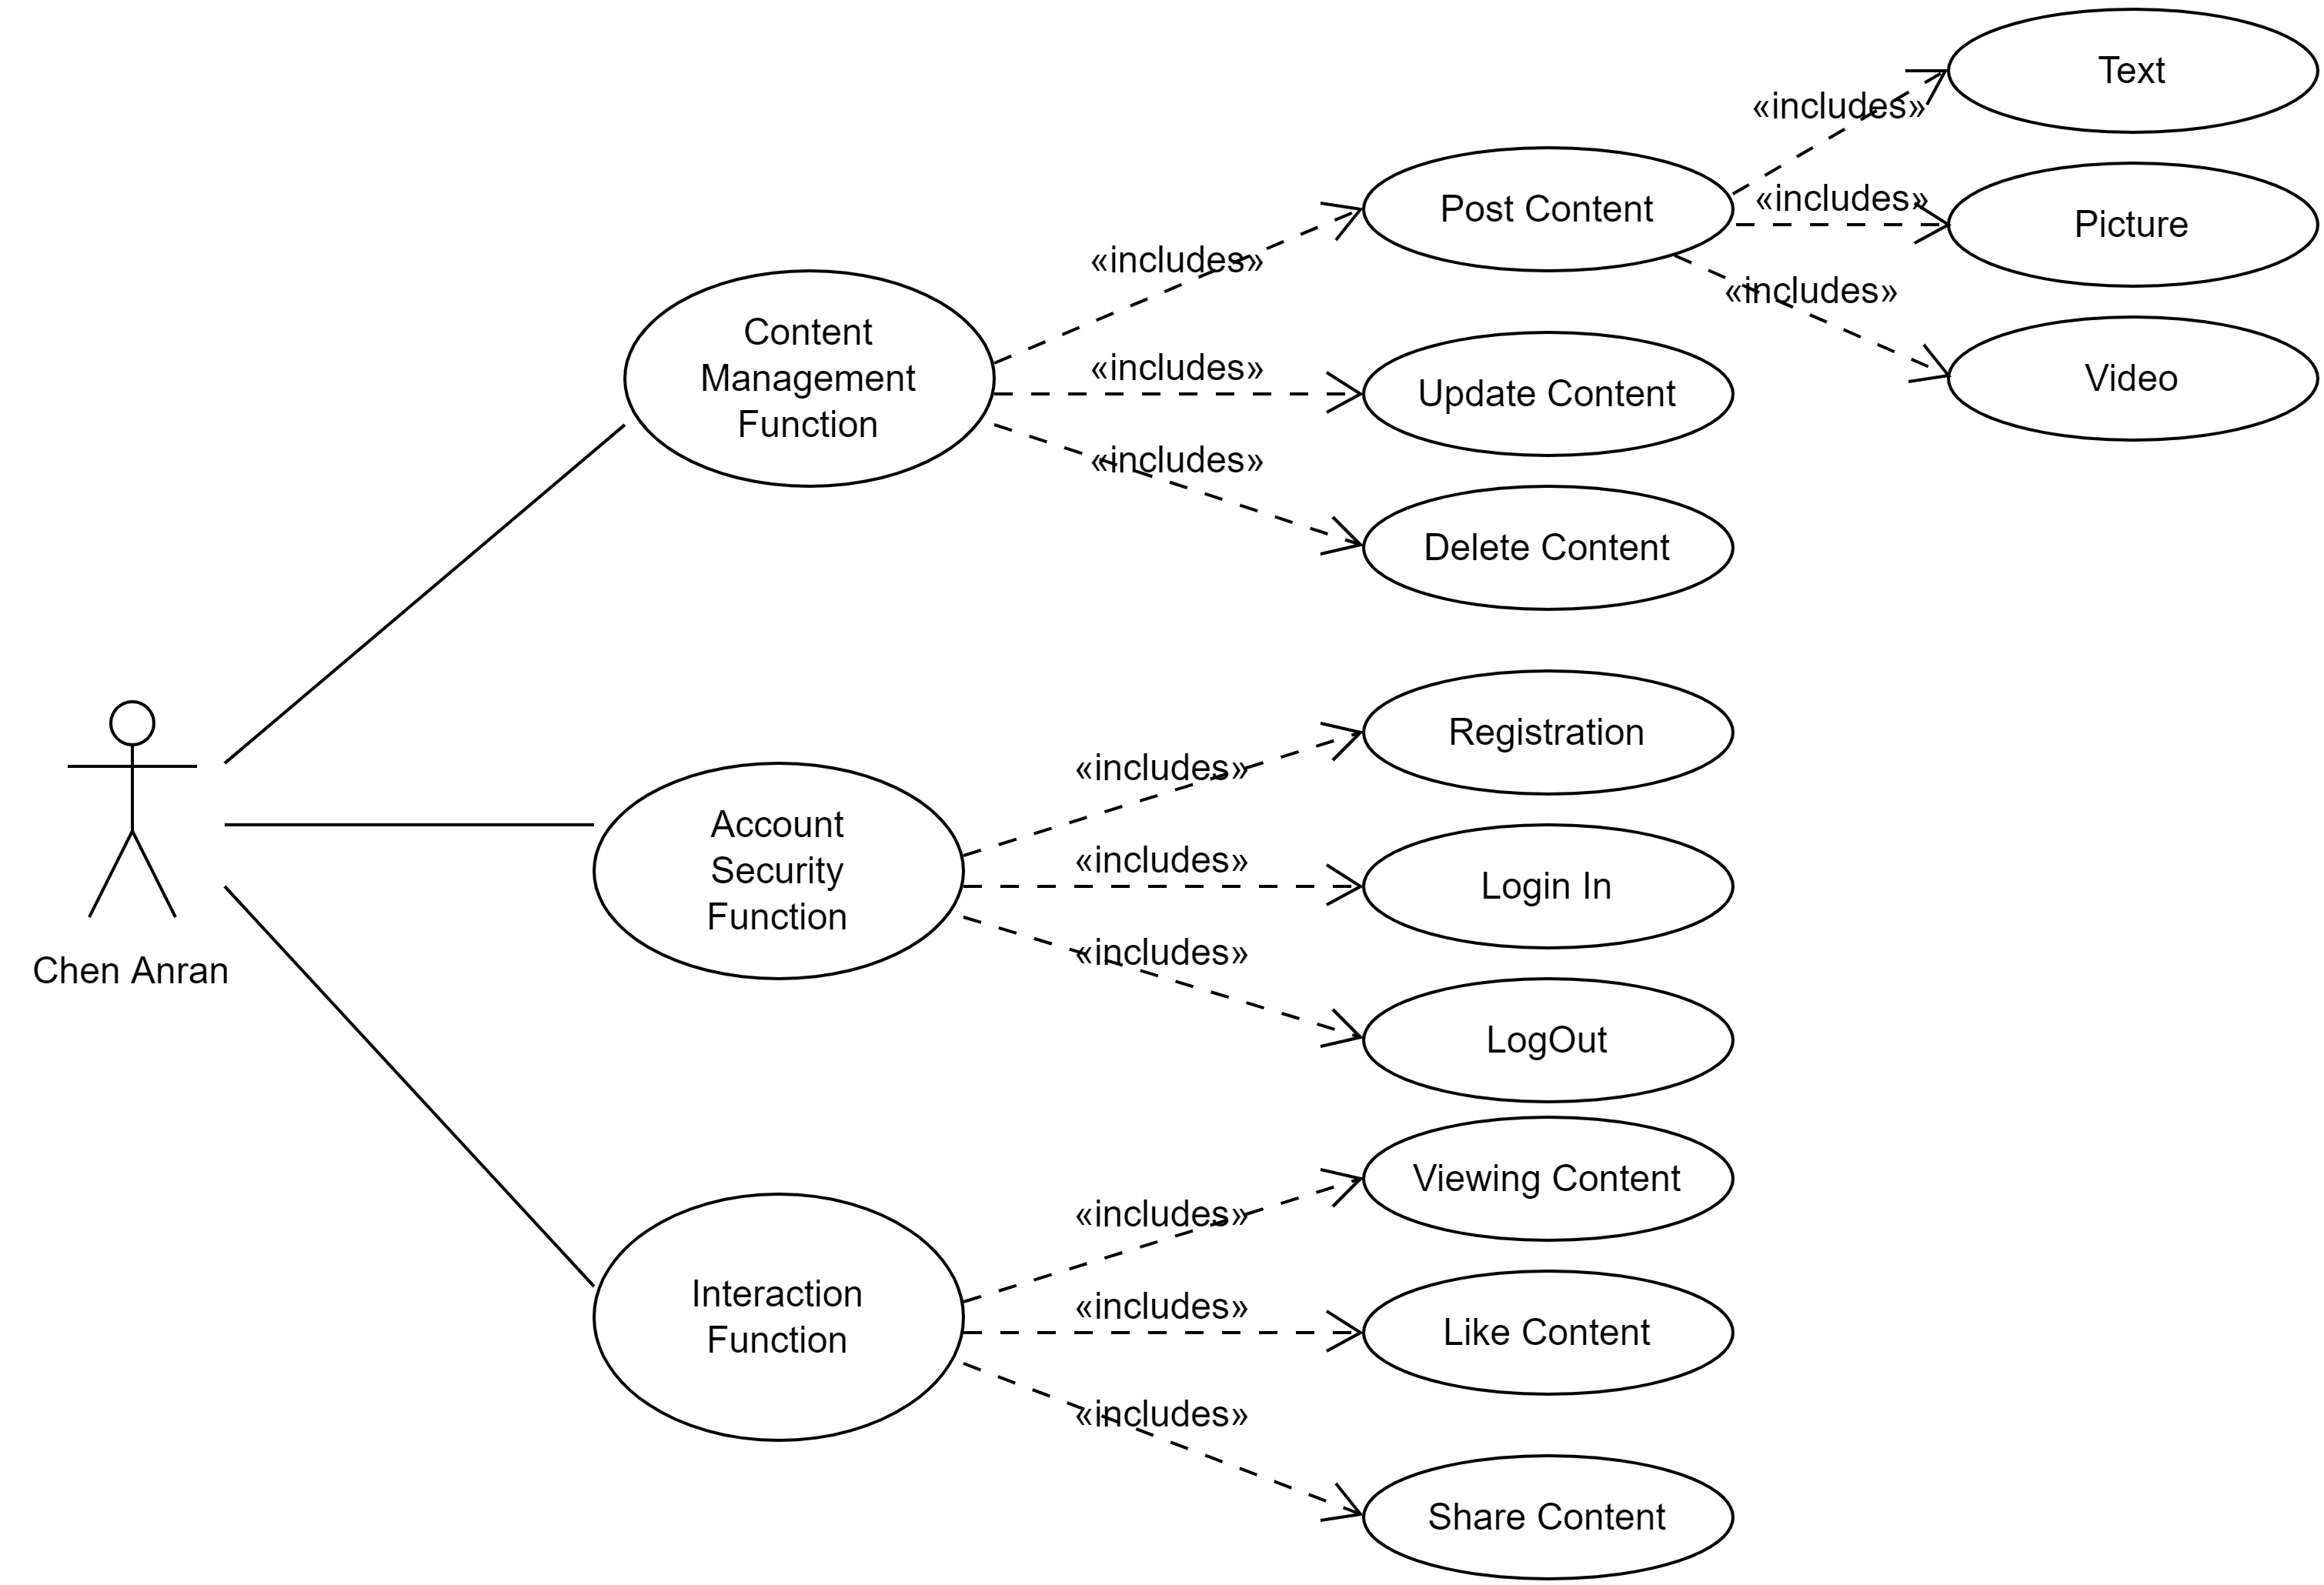 Text
«includes»
Post Content
«includes»
Picture
«includes»
«includes»
Video
Content
Management
Function
«includes»
Update Content
«includes»
Delete Content
Chen Anran
Account
Security
Function
«includes»
Registration
«includes»
Login In
«includes»
LogOut
Interaction
Function
«includes»
Viewing Content
«includes»
Like Content
«includes»
Share Content